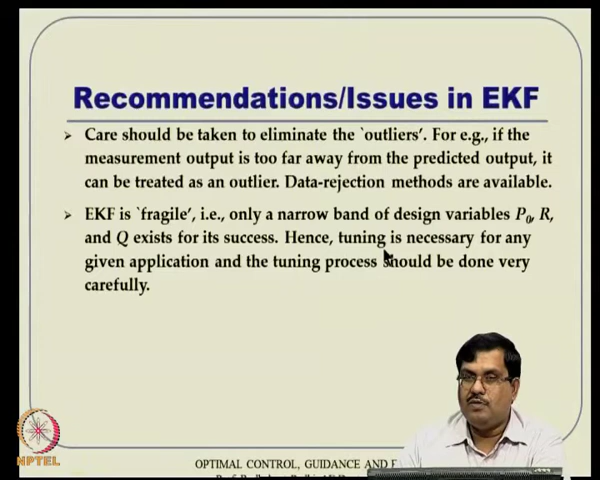 Recommendations/Issues in EKF
➢ Care should be taken to eliminate the `outliers'. For e.g., if the
measurement output is too far away from the predicted output, it
can be treated as an outlier. Data-rejection methods are available.
➢ EKF is `fragile', i.e., only a narrow band of design variables P₀, R,
and Q exists for its success. Hence, tuning is necessary for any
given application and the tuning process should be done very
carefully.
NPTEL
OPTIMAL CONTROL, GUIDANCE AND